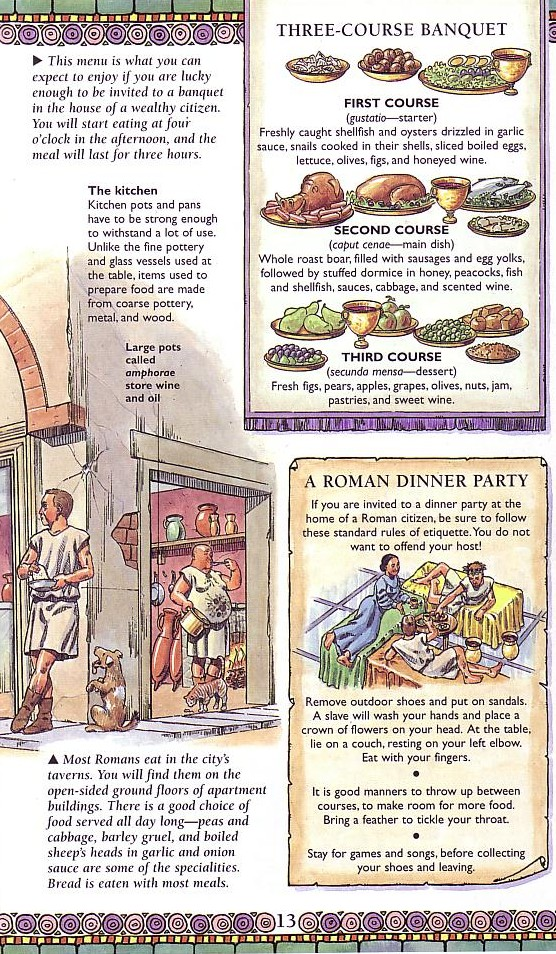 ▶ This menu is what you can
expect to enjoy if you are lucky
enough to be invited to a banquet
in the house of a wealthy citizen.
You will start eating at four
o'clock in the afternoon, and the
meal will last for three hours.
The kitchen
Kitchen pots and pans
have to be strong enough
to withstand a lot of use.
Unlike the fine pottery
and glass vessels used at
the table, items used to
prepare food are made
from coarse pottery,
metal, and wood.
Large pots
called
amphorae
store wine
and oil
▲ Most Romans eat in the city's
taverns. You will find them on the
open-sided ground floors of apartment
buildings. There is a good choice of
food served all day long—peas and
cabbage, barley gruel, and boiled
sheep's heads in garlic and onion
sauce are some of the specialities.
Bread is eaten with most meals.
THREE-COURSE BANQUET
FIRST COURSE
(gustatio—starter)
Freshly caught shellfish and oysters drizzled in garlic
sauce, snails cooked in their shells, sliced boiled eggs,
lettuce, olives, figs, and honeyed wine.
SECOND COURSE
(caput cenae—main dish)
Whole roast boar, filled with sausages and egg yolks,
followed by stuffed dormice in honey, peacocks, fish
and shellfish, sauces, cabbage, and scented wine.
THIRD COURSE
(secunda mensa—dessert)
Fresh figs, pears, apples, grapes, olives, nuts, jam,
pastries, and sweet wine.
A ROMAN DINNER PARTY
If you are invited to a dinner party at the
home of a Roman citizen, be sure to follow
these standard rules of etiquette. You do not
want to offend your host!
Remove outdoor shoes and put on sandals.
A slave will wash your hands and place a
crown of flowers on your head. At the table,
lie on a couch, resting on your left elbow.
Eat with your fingers.
•
It is good manners to throw up between
courses, to make room for more food.
Bring a feather to tickle your throat.
•
Stay for games and songs, before collecting
your shoes and leaving.
13